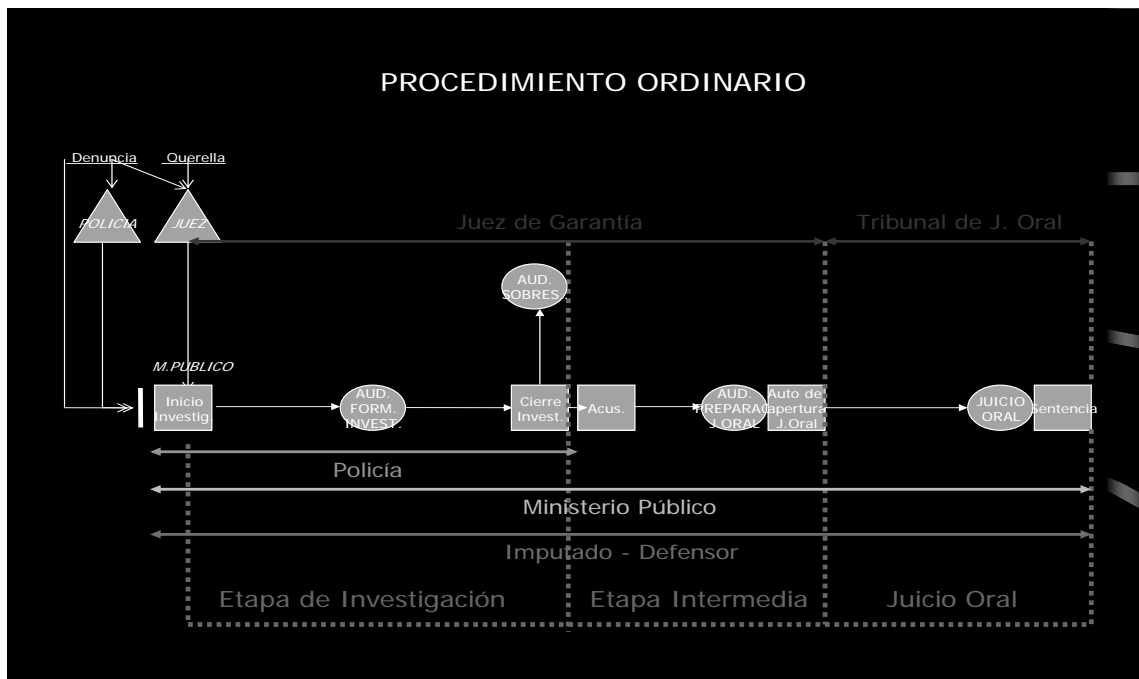 PROCEDIMIENTO ORDINARIO
Denuncia
Querella
POLICIA
JUEZ
Juez de Garantía
Tribunal de J. Oral
AUD.
SOBRES.
M.PUBLICO
Inicio
Investig.
AUD.
FORM.
INVEST.
Cierre
Invest.
Acus.
AUD.
PREPARAC
J.ORAL
Auto de
apertura
J.Oral
JUICIO
ORAL
Sentencia
Policía
Ministerio Público
Imputado - Defensor
Etapa de Investigación
Etapa Intermedia
Juicio Oral